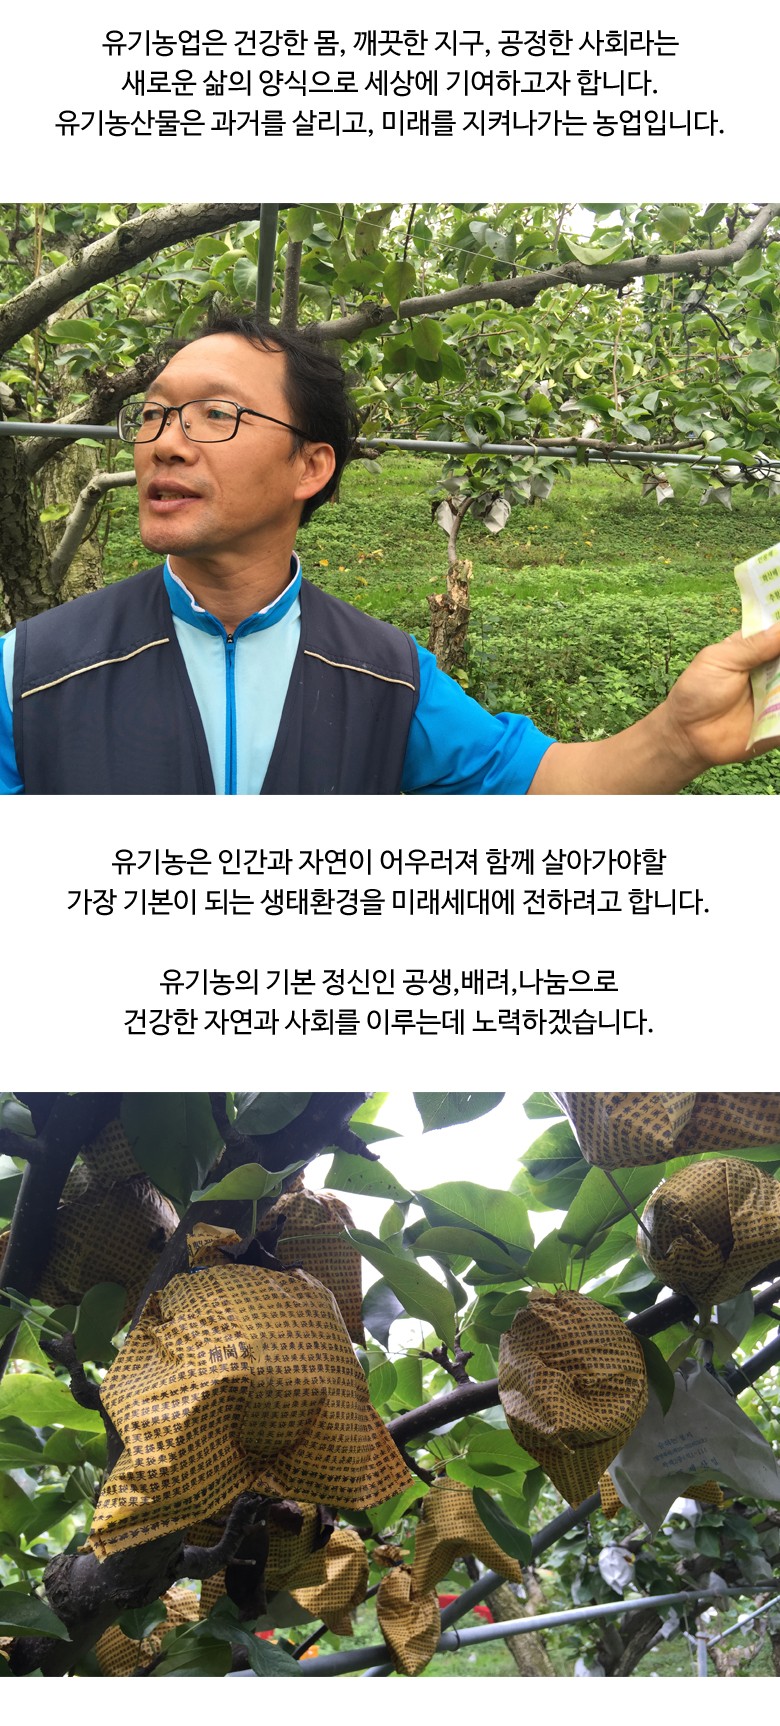 유기농업은 건강한 몸, 깨끗한 지구, 공정한 사회라는
새로운 삶의 양식으로 세상에 기여하고자 합니다.
유기농산물은 과거를 살리고, 미래를 지켜나가는 농업입니다.
유기농은 인간과 자연이 어우러져 함께 살아가야할
가장 기본이 되는 생태환경을 미래세대에 전하려고 합니다.
유기농의 기본 정신인 공생,배려,나눔으로
건강한 자연과 사회를 이루는데 노력하겠습니다.